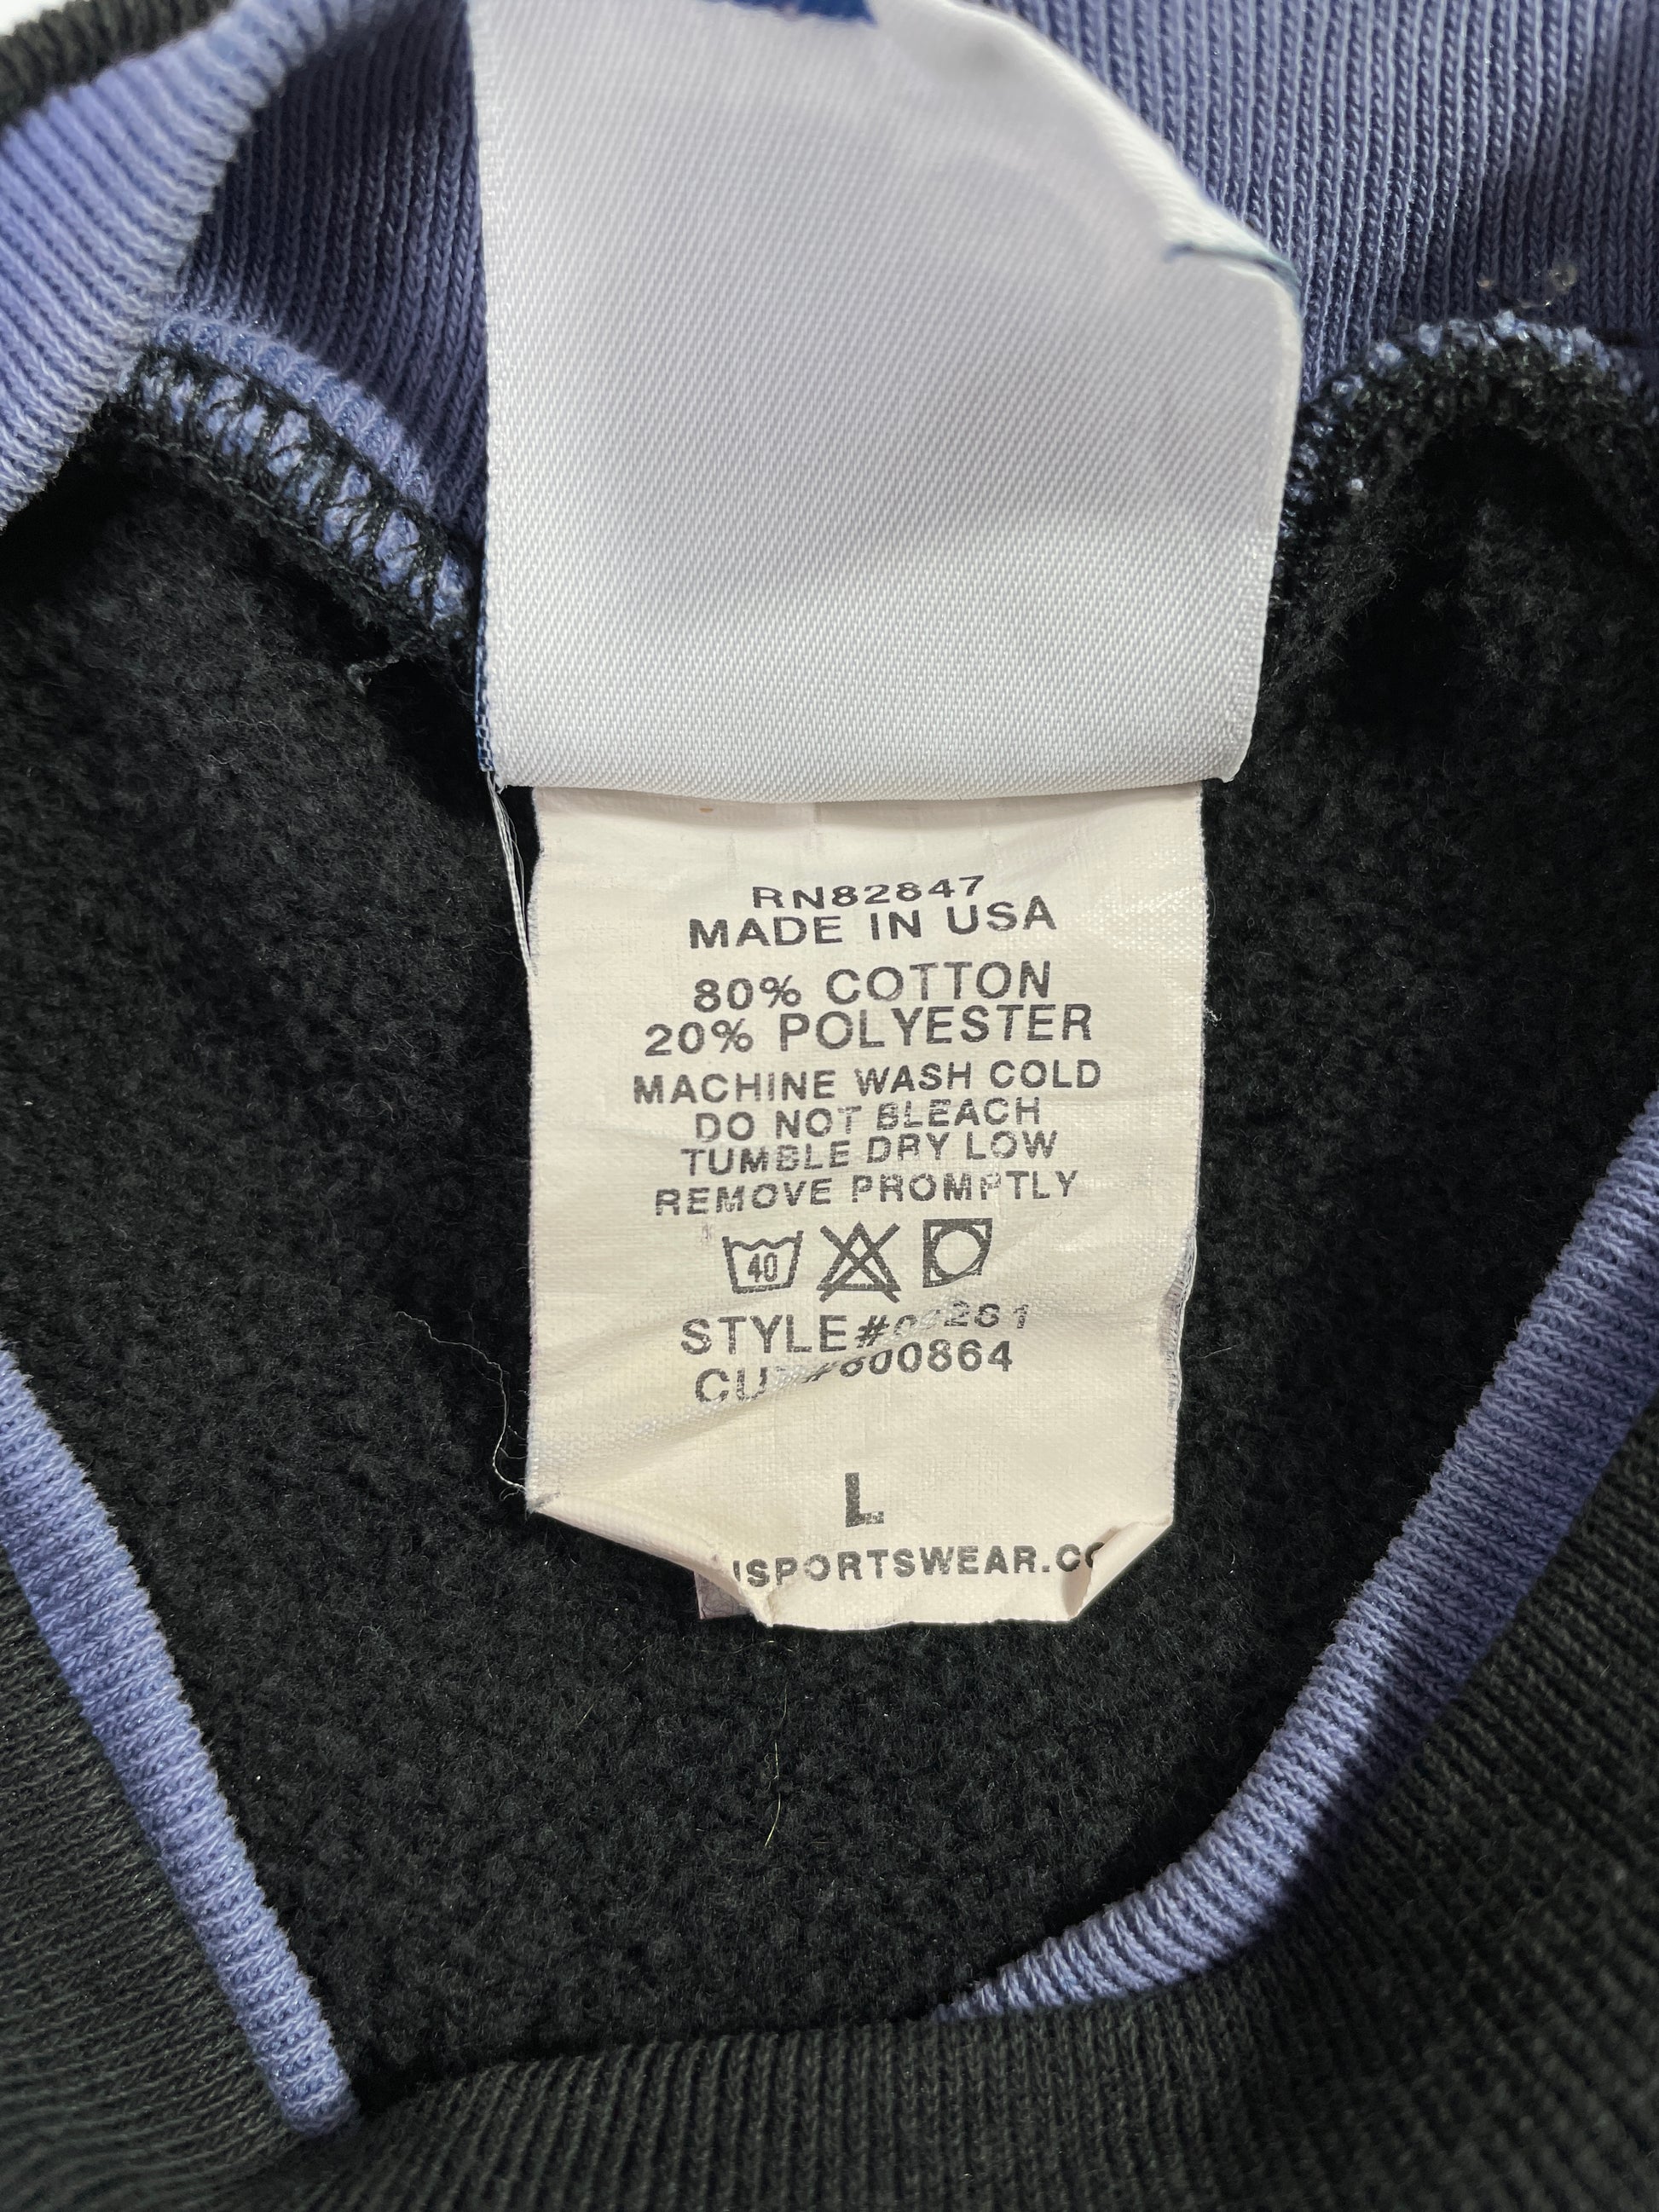 RN82847
MADE IN USA
80% COTTON
20% POLYESTER
MACHINE WASH COLD
DO NOT BLEACH
TUMBLE DRY LOW
REMOVE PROMPTLY
40
L